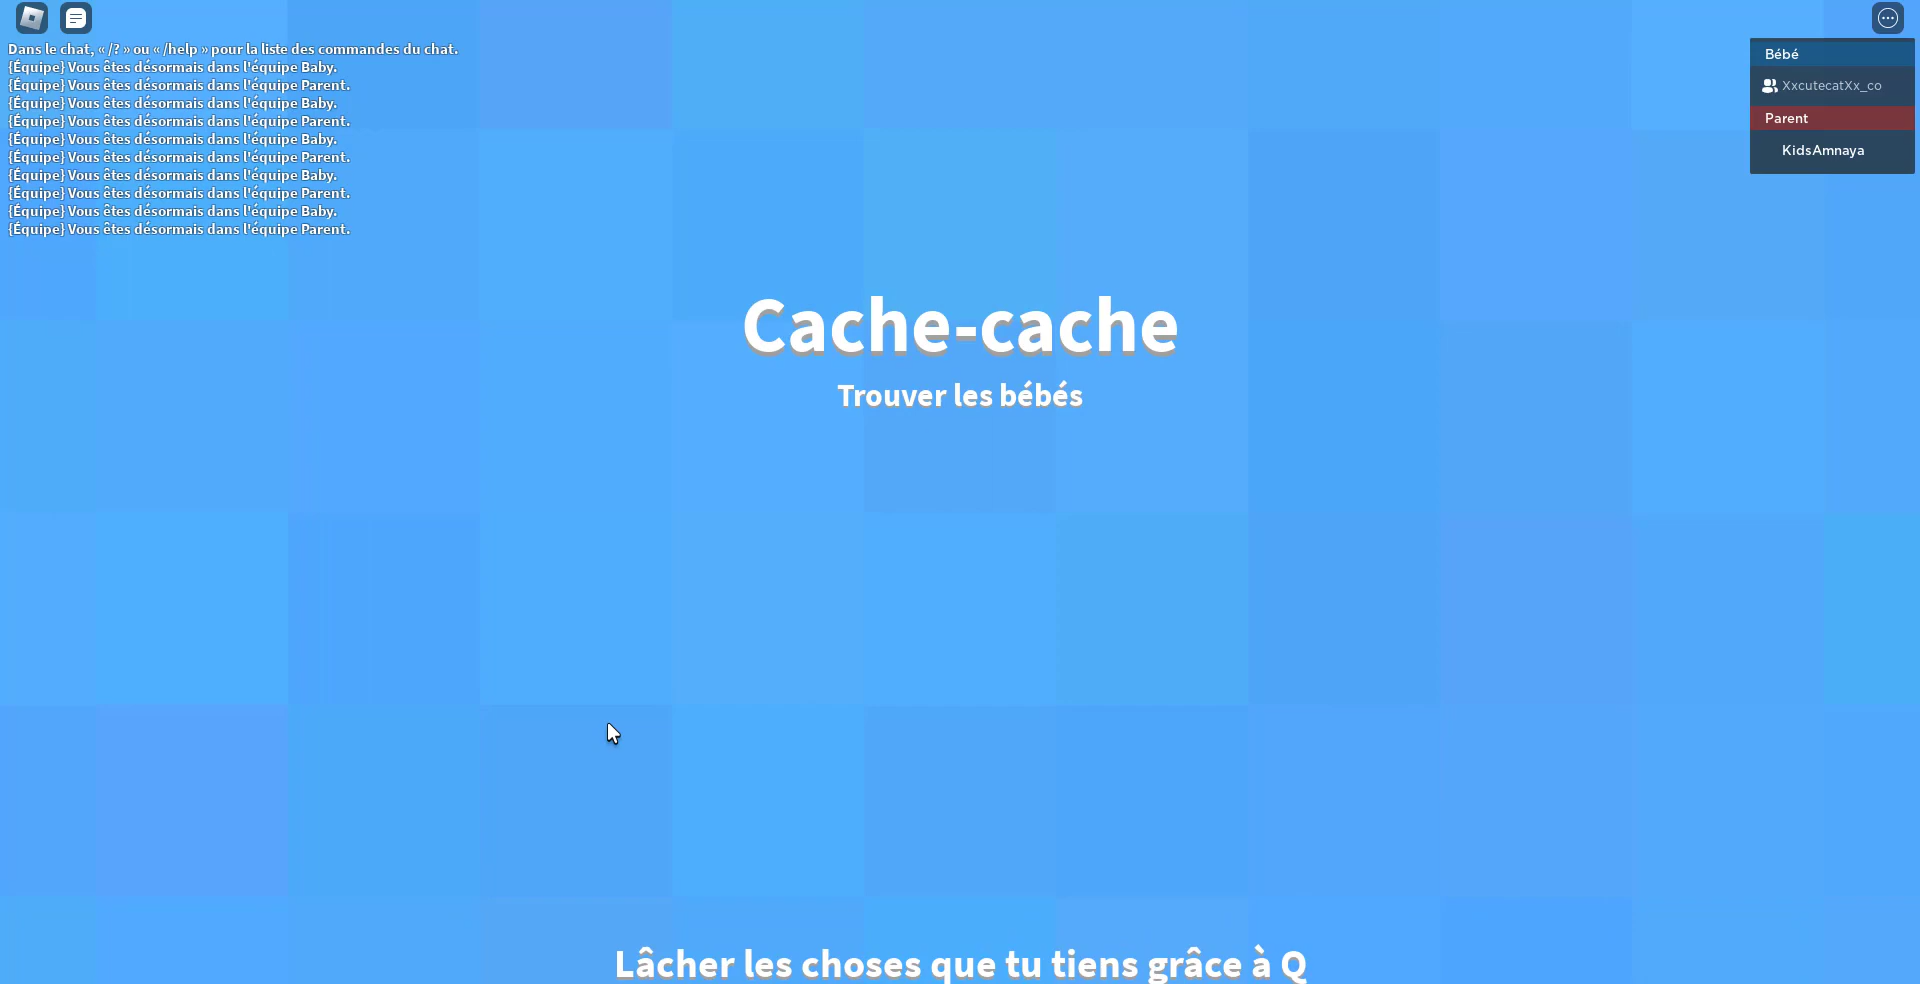 Dans le chat, « /? » ou « /help » pour la liste des commandes du chat.
{Équipe} Vous êtes désormais dans l'équipe Baby.
{Équipe} Vous êtes désormais dans l'équipe Parent.
{Équipe} Vous êtes désormais dans l'équipe Baby.
{Équipe} Vous êtes désormais dans l'équipe Parent.
{Équipe} Vous êtes désormais dans l'équipe Baby.
{Équipe} Vous êtes désormais dans l'équipe Parent.
{Équipe} Vous êtes désormais dans l'équipe Baby.
{Équipe} Vous êtes désormais dans l'équipe Parent.
{Équipe} Vous êtes désormais dans l'équipe Baby.
{Équipe} Vous êtes désormais dans l'équipe Parent.
Bébé
XxcutecatXx_co
Parent
KidsAmnaya
Cache-cache
Trouver les bébés
Lâcher les choses que tu tiens grâce à Q